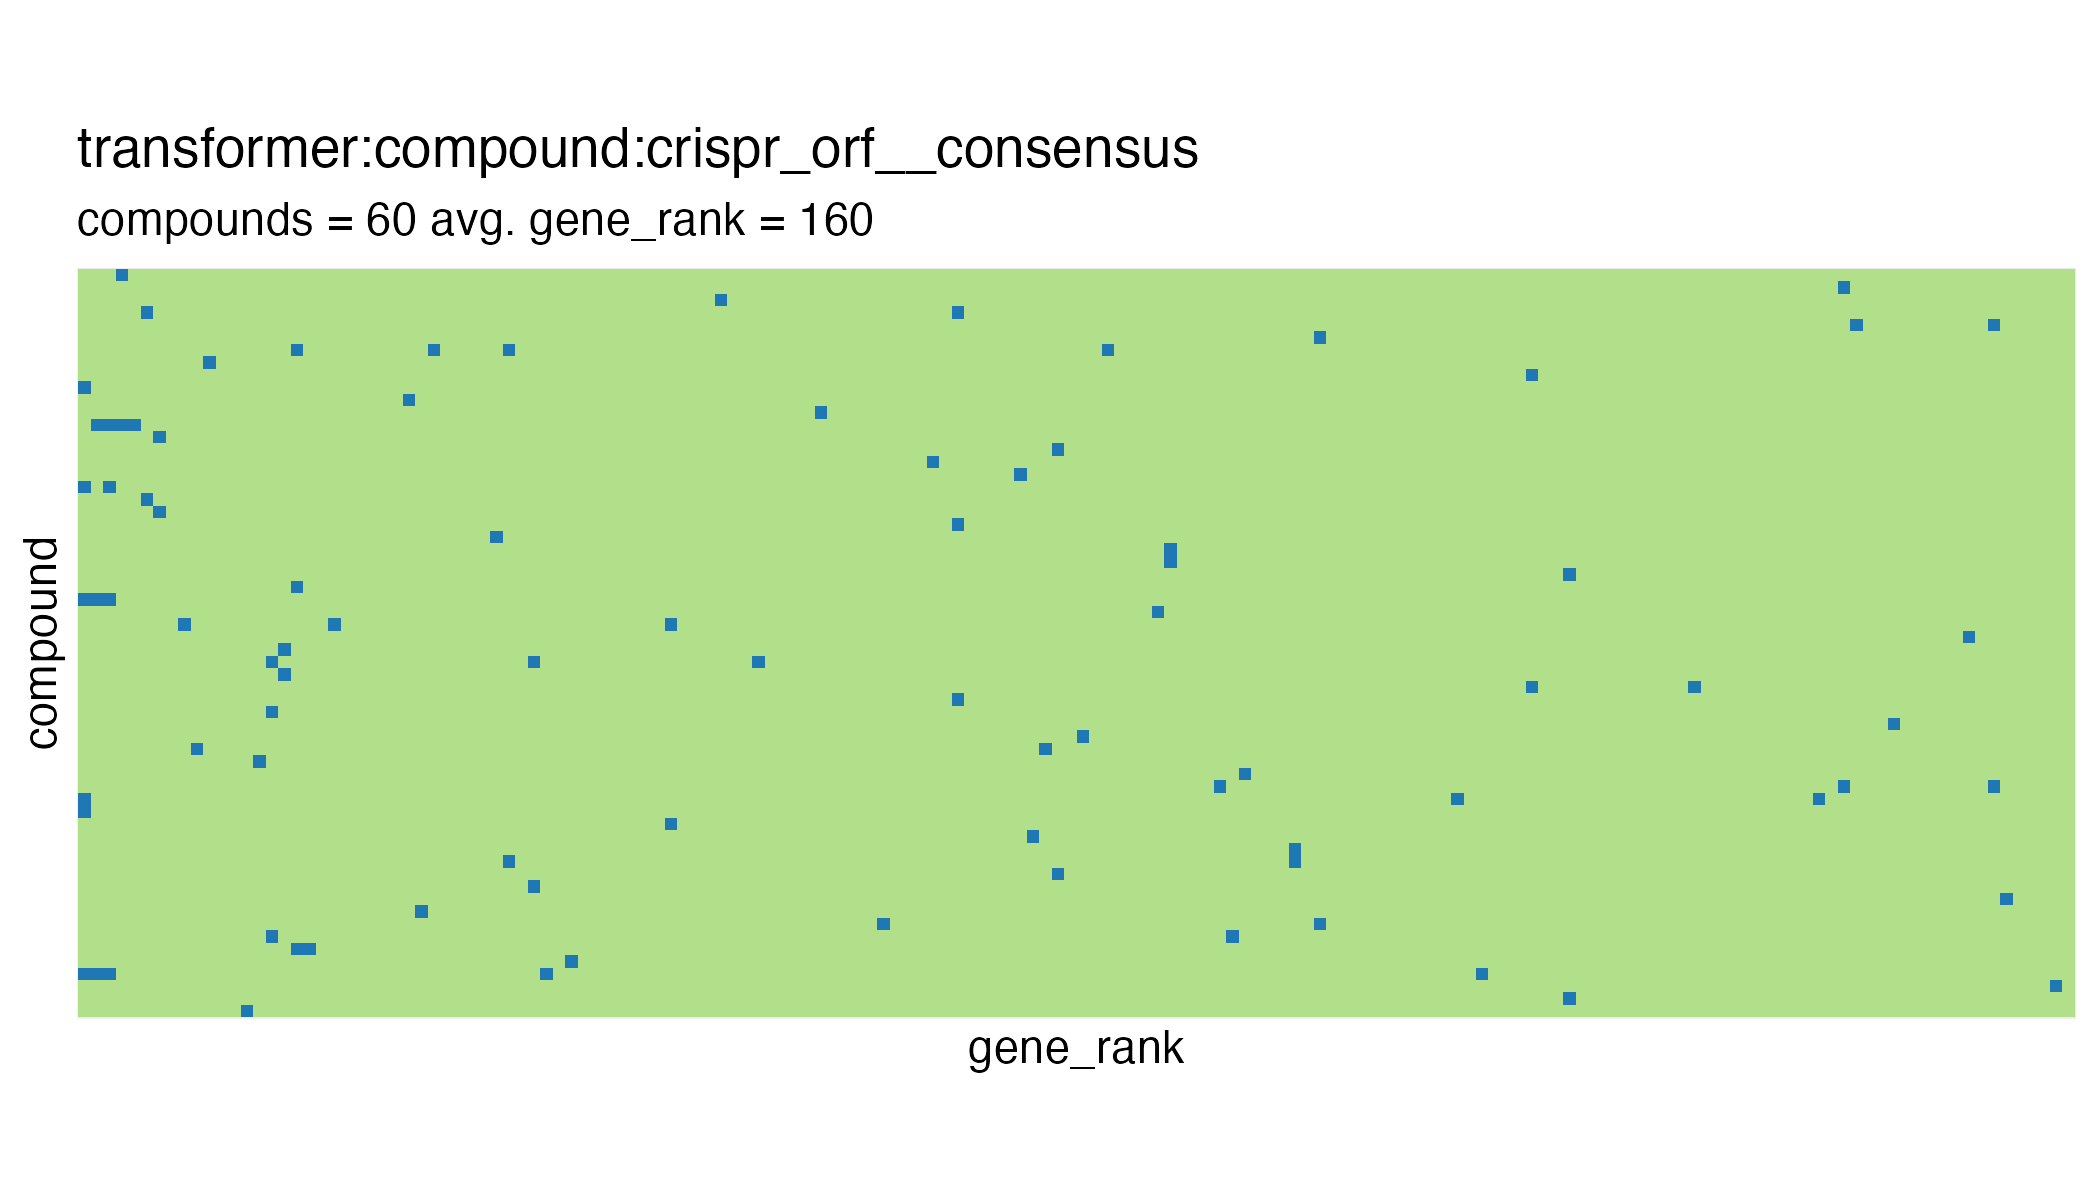 transformer:compound:crispr_orf__consensus
compounds = 60 avg. gene_rank = 160
compound
gene_rank